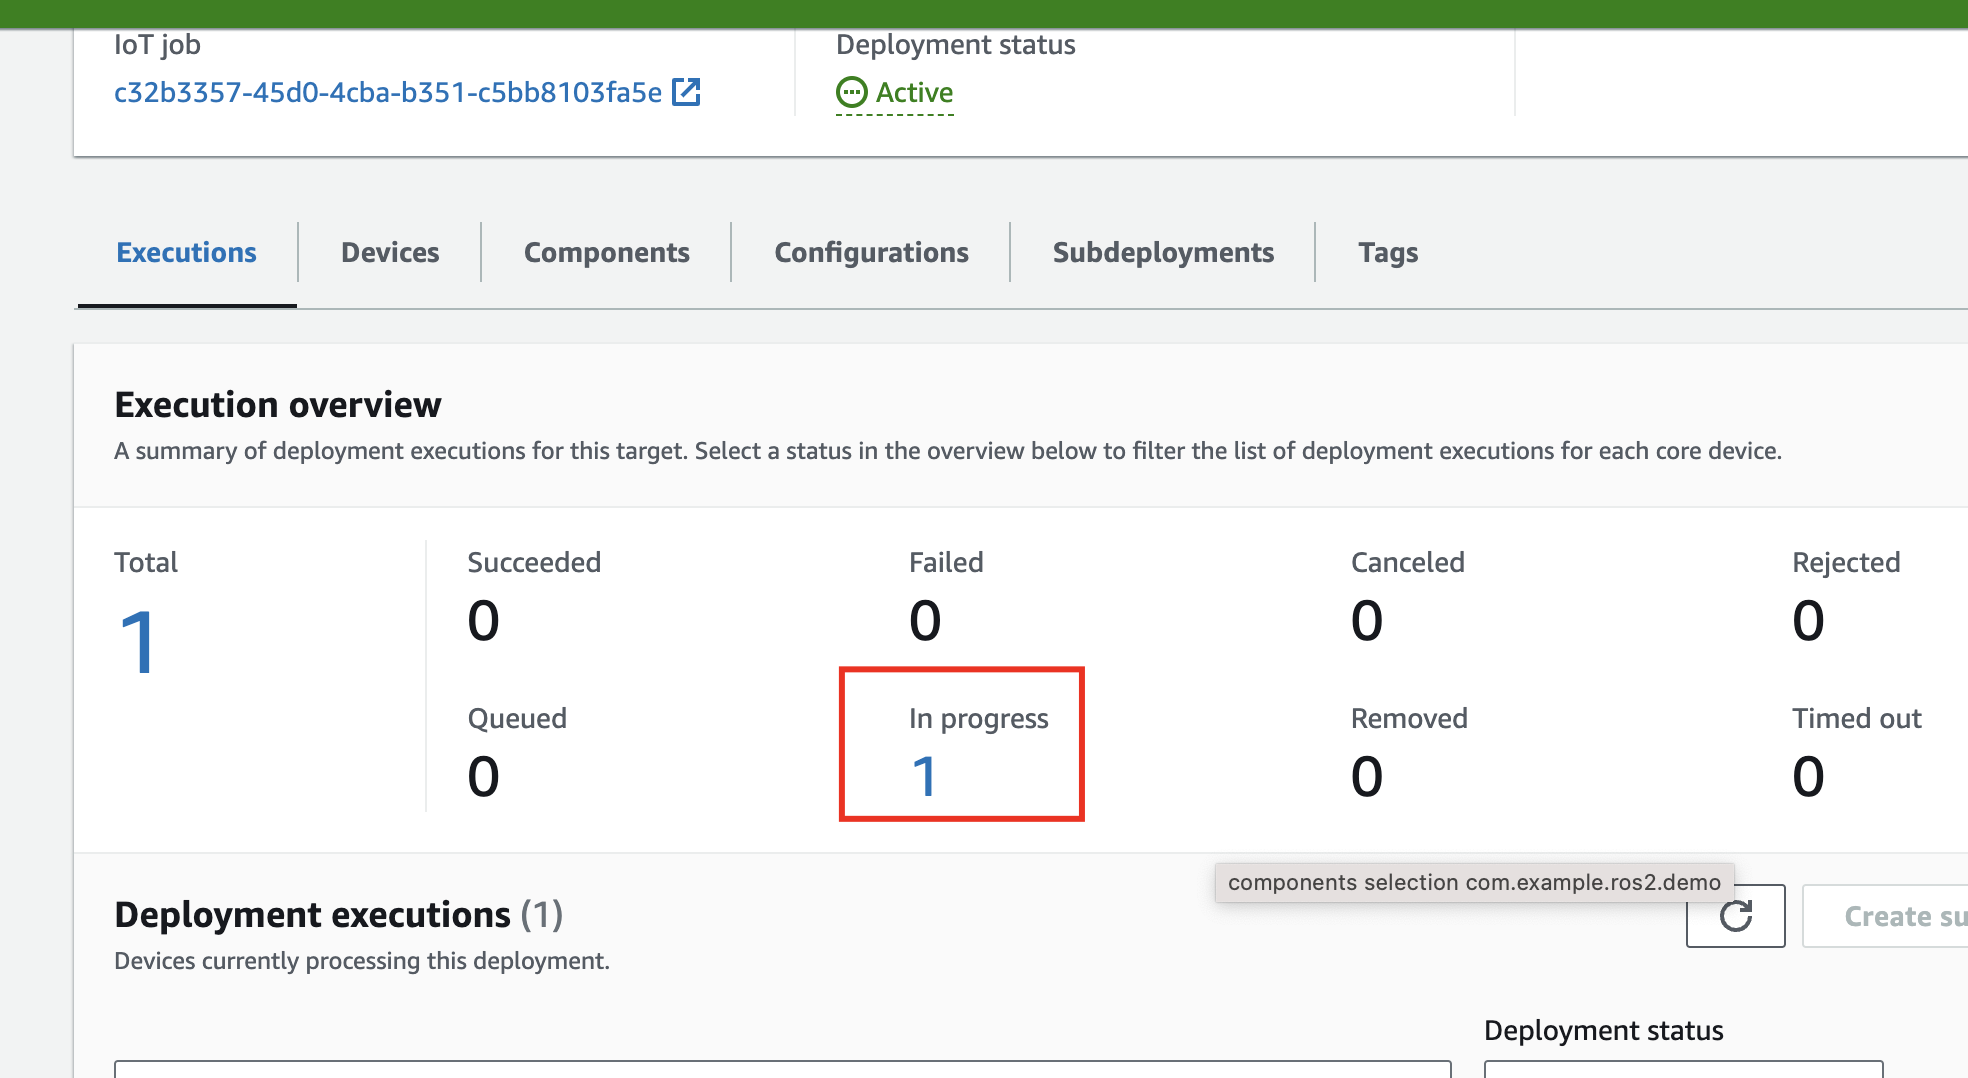 IoT job
Deployment status
c32b3357-45d0-4cba-b351-c5bb8103fa5e
Active
Executions
Devices
Components
Configurations
Subdeployments
Tags
Execution overview
A summary of deployment executions for this target. Select a status in the overview below to filter the list of deployment executions for each core device.
Total
1
Succeeded
0
Failed
0
Canceled
0
Rejected
0
Queued
0
In progress
1
Removed
0
Timed out
0
components selection com.example.ros2.demo
Deployment executions (1)
Create su
Devices currently processing this deployment.
Deployment status